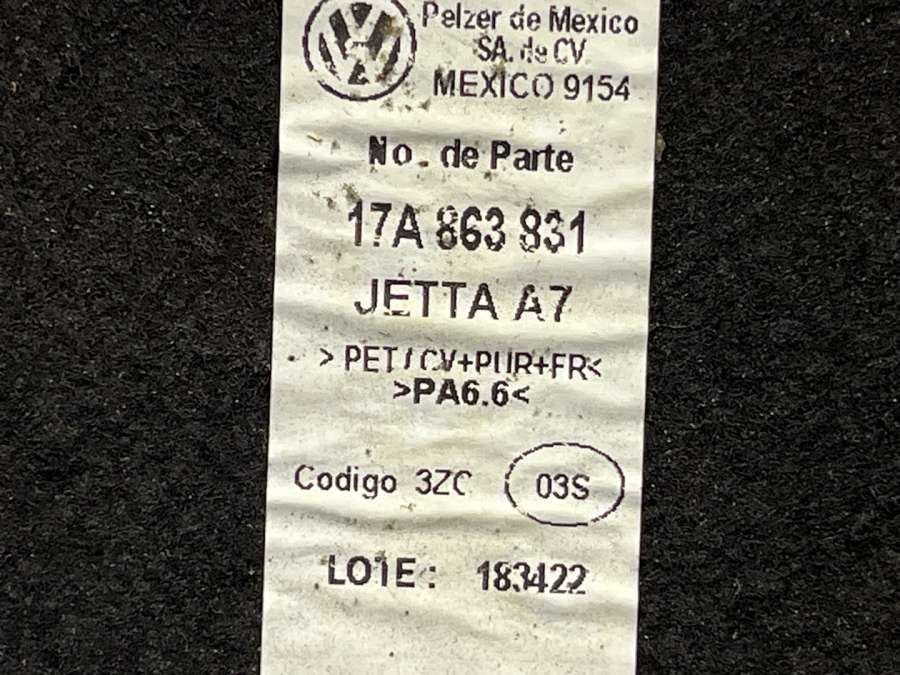 Pelzer de Mexico
SA. de CV
MEXICO 9154
No. de Parte
17A 863 831
JETTA A7
>PET/CV+PUR+FR<
>PA6.6<
Codigo 3ZC 03S
LOTE: 183422